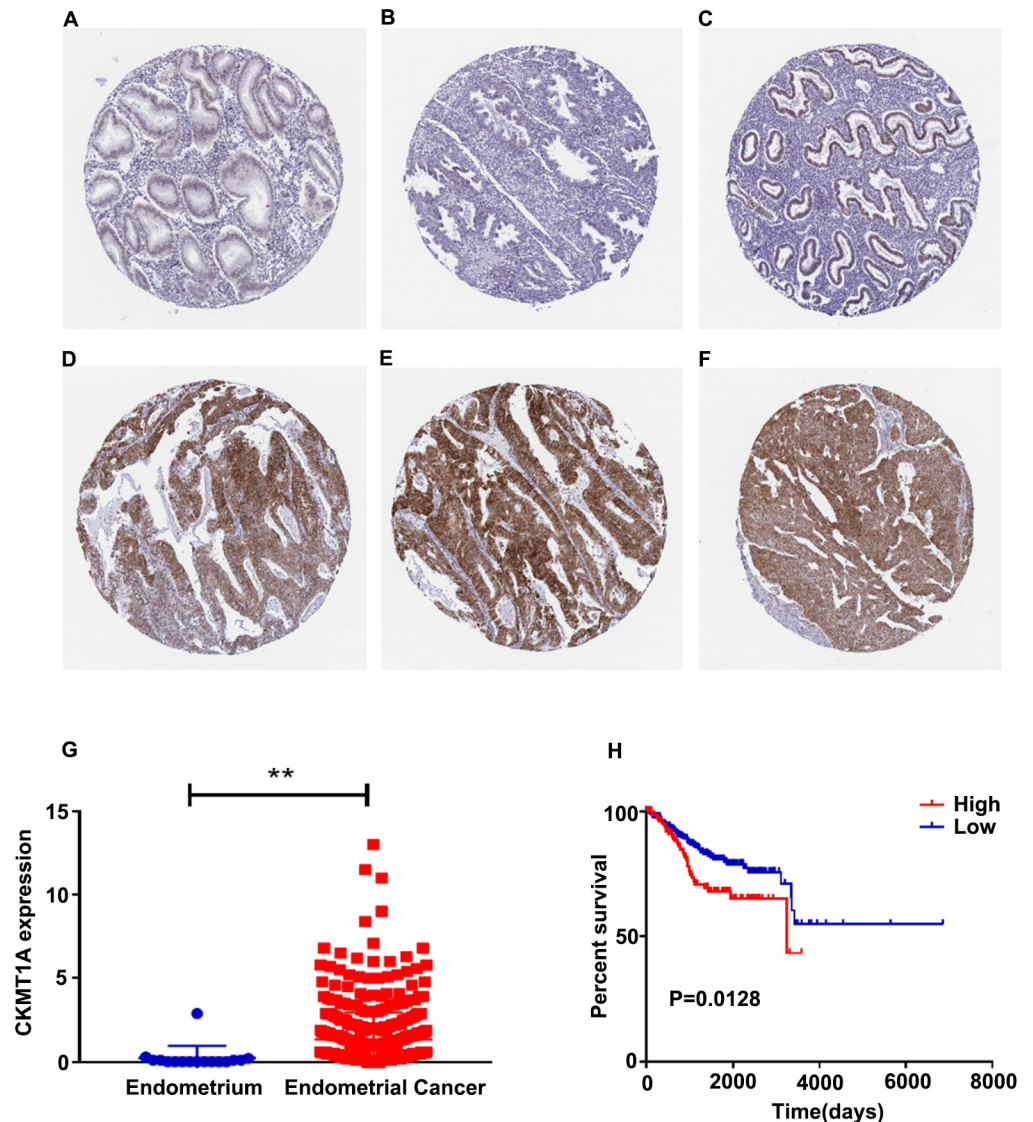 A
B
C
D
E
F
G
**
CKMT1A expression
15
10
5
0
Endometrium
Endometrial Cancer
H
High
Low
Percent survival
100
50
0
P=0.0128
0
2000
4000
6000
8000
Time(days)